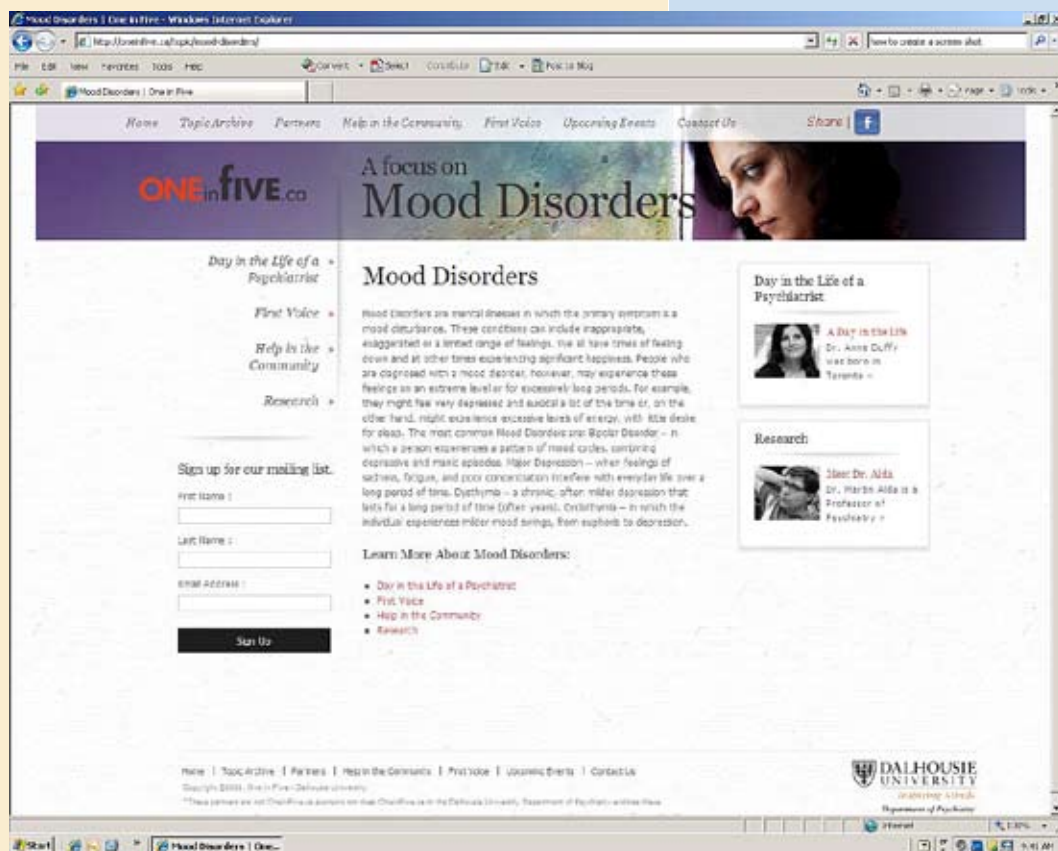 Mood Disorders | One in Five - Windows Internet Explorer
http://oneinfive.ca/topic/mood-disorders/
how to create a screen shot
File Edit View Favorites Tools Help
Convert Select Contribute Edit Post to Blog
Mood Disorders | One in Five
Page Tools
Home Topic Archive Partners Help in the Community First Voice Upcoming Events Contact Us Share | f
ONEinFIVE.ca
A focus on
Mood Disorders
Day in the Life of a »
Psychiatrist
First Voice »
Help in the »
Community
Research »
Sign up for our mailing list.
First Name :
Last Name :
Email Address :
Sign Up
Mood Disorders
Mood Disorders are mental illnesses in which the primary symptom is a
mood disturbance. These conditions can include inappropriate,
exaggerated or a limited range of feelings. We all have times of feeling
down and at other times experiencing significant happiness. People who
are diagnosed with a mood disorder, however, may experience these
feelings on an extreme level or for excessively long periods. For example,
they might feel very depressed and suicidal a lot of the time or, on the
other hand, might experience excessive levels of energy, with little desire
for sleep. The most common Mood Disorders are: Bipolar Disorder – in
which a person experiences a pattern of mood cycles, combining
depressive and manic episodes. Major Depression – when feelings of
sadness, fatigue, and poor concentration interfere with everyday life over a
long period of time. Dysthymia – a chronic, often milder depression that
lasts for a long period of time (often years). Cyclothymia – in which the
individual experiences milder mood swings, from euphoria to depression.
Learn More About Mood Disorders:
Day in the Life of a Psychiatrist
First Voice
Help in the Community
Research
Day in the Life of a
Psychiatrist
A Day in the Life
Dr. Anne Duffy
was born in
Toronto »
Research
Meet Dr. Alda
Dr. Martin Alda is a
Professor of
Psychiatry »
Home | Topic Archive | Partners | Help in the Community | First Voice | Upcoming Events | Contact Us
DALHOUSIE
UNIVERSITY
Inspiring Minds
Department of Psychiatry
Internet 100%
Start Mood Disorders | One... 9:41 AM